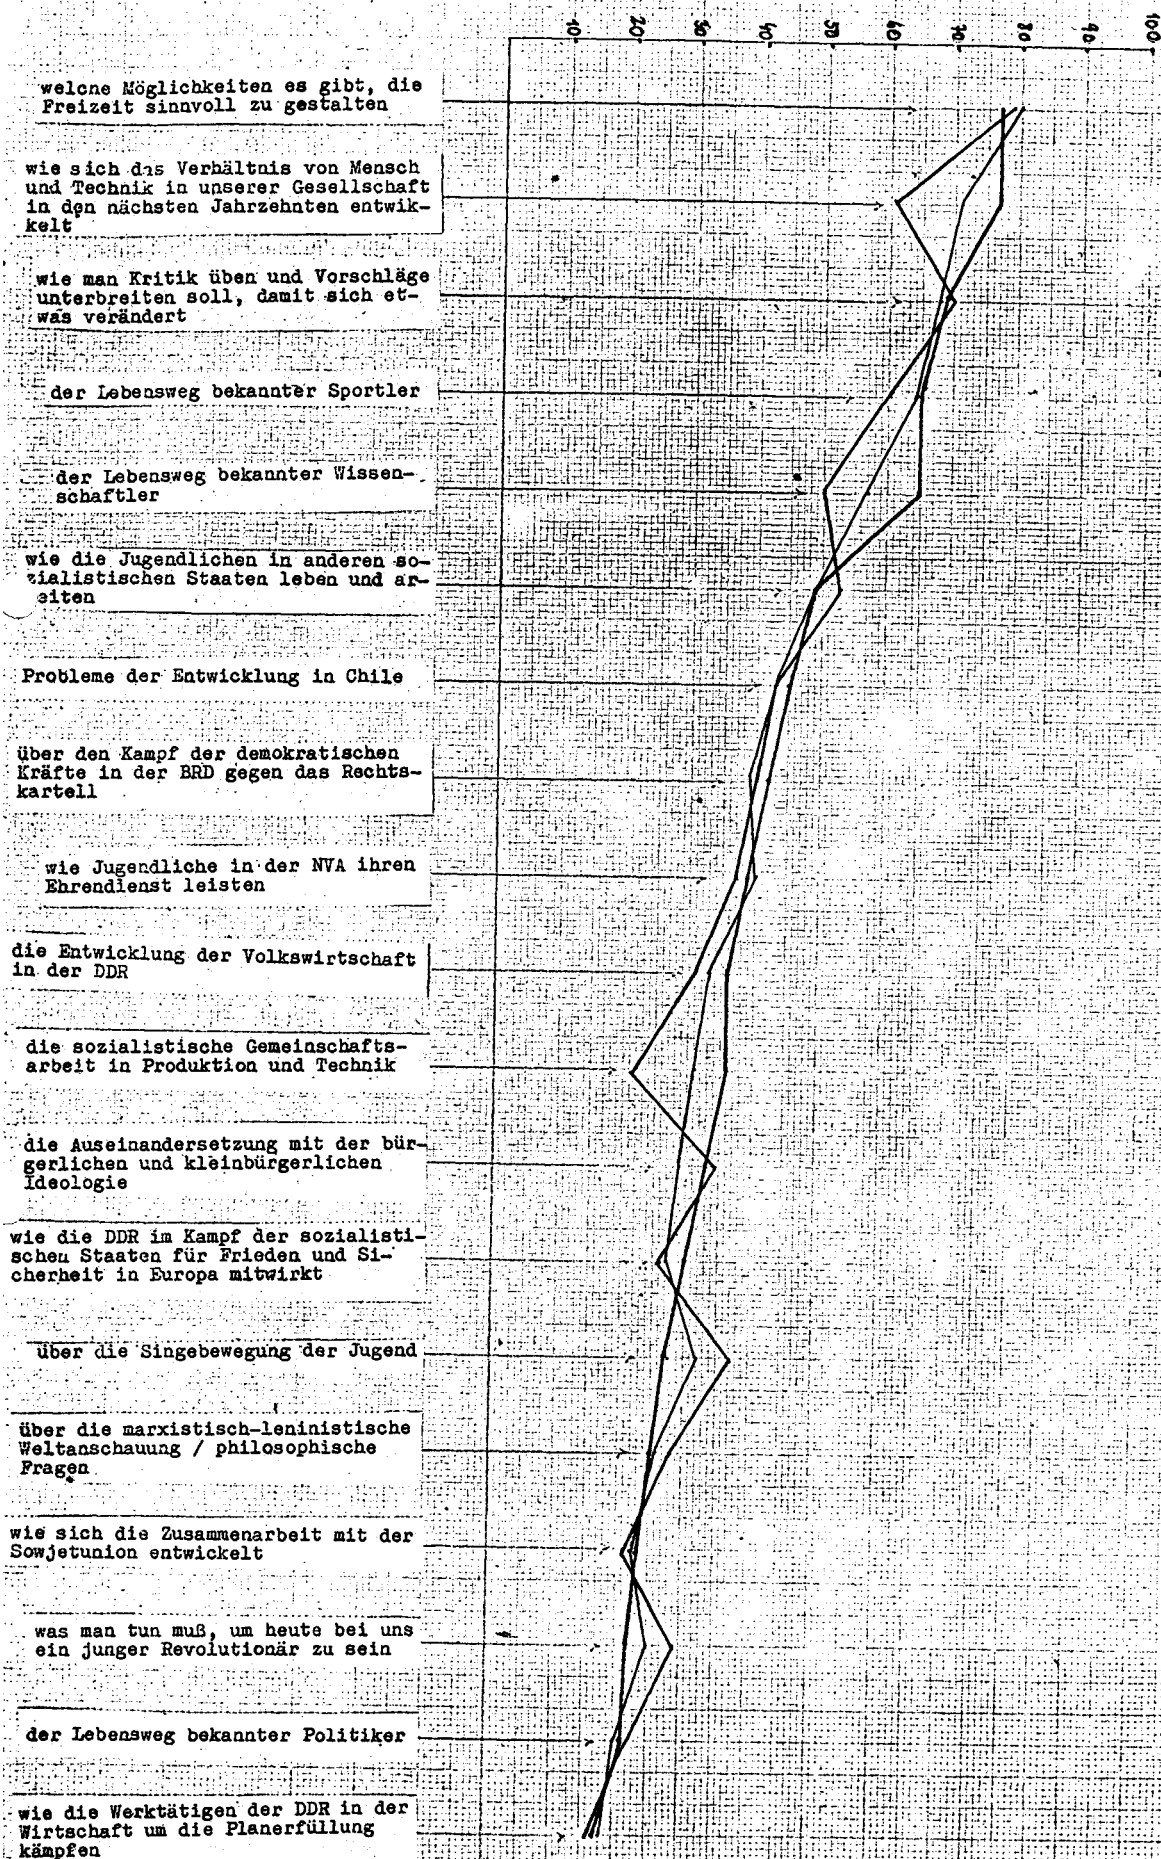 10 20 30 40 50 60 70 80 90 100
welche Möglichkeiten es gibt, die
Freizeit sinnvoll zu gestalten
wie sich das Verhältnis von Mensch
und Technik in unserer Gesellschaft
in den nächsten Jahrzehnten entwik-
kelt
wie man Kritik üben und Vorschläge
unterbreiten soll, damit sich et-
was verändert
der Lebensweg bekannter Sportler
der Lebensweg bekannter Wissen-
schaftler
wie die Jugendlichen in anderen so-
zialistischen Staaten leben und ar-
eiten
Probleme der Entwicklung in Chile
über den Kampf der demokratischen
Kräfte in der BRD gegen das Rechts-
kartell
wie Jugendliche in der NVA ihren
Ehrendienst leisten
die Entwicklung der Volkswirtschaft
in der DDR
die sozialistische Gemeinschafts-
arbeit in Produktion und Technik
die Auseinandersetzung mit der bür-
gerlichen und kleinbürgerlichen
Ideologie
wie die DDR im Kampf der sozialisti-
schen Staaten für Frieden und Si-
cherheit in Europa mitwirkt
über die Singebewegung der Jugend
über die marxistisch-leninistische
Weltanschauung / philosophische
Fragen
wie sich die Zusammenarbeit mit der
Sowjetunion entwickelt
was man tun muß, um heute bei uns
ein junger Revolutionär zu sein
der Lebensweg bekannter Politiker
wie die Werktätigen der DDR in der
Wirtschaft um die Planerfüllung
kämpfen